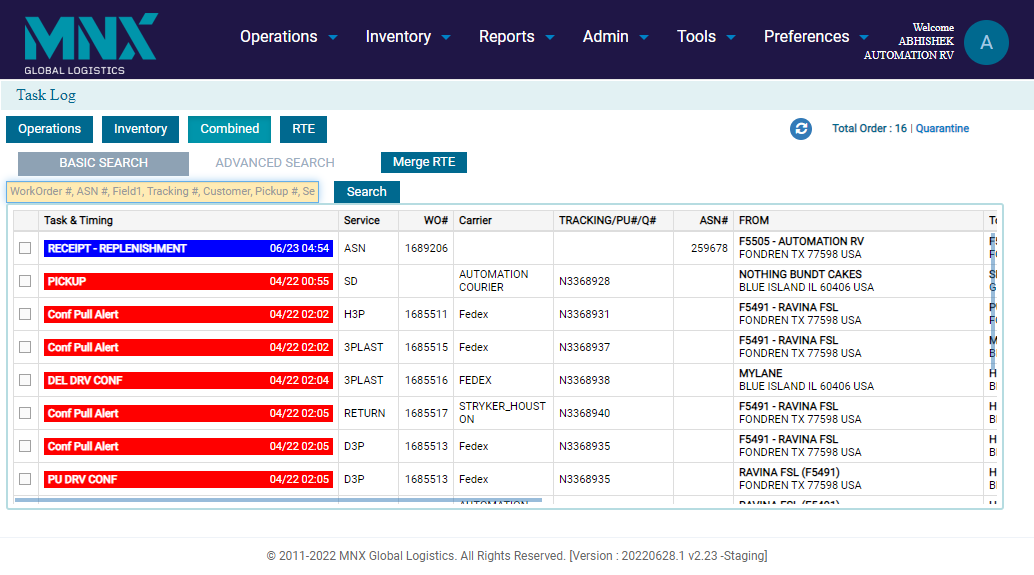 MNX
GLOBAL LOGISTICS
Operations Inventory Reports Admin Tools Preferences
Welcome
ABHISHEK
AUTOMATION RV
A
Task Log
Operations Inventory Combined RTE
Total Order : 16 | Quarantine
BASIC SEARCH ADVANCED SEARCH Merge RTE
WorkOrder #, ASN #, Field1, Tracking #, Customer, Pickup #, Se Search
Task & Timing Service WO# Carrier TRACKING/PU#/Q# ASN# FROM
RECEIPT - REPLENISHMENT 06/23 04:54 ASN 1689206 259678 F5505 - AUTOMATION RV
FONDREN TX 77598 USA
PICKUP 04/22 00:55 SD AUTOMATION COURIER N3368928 NOTHING BUNDT CAKES
BLUE ISLAND IL 60406 USA
Conf Pull Alert 04/22 02:02 H3P 1685511 Fedex N3368931 F5491 - RAVINA FSL
FONDREN TX 77598 USA
Conf Pull Alert 04/22 02:02 3PLAST 1685515 Fedex N3368937 F5491 - RAVINA FSL
FONDREN TX 77598 USA
DEL DRV CONF 04/22 02:04 3PLAST 1685516 FEDEX N3368938 MYLANE
BLUE ISLAND IL 60406 USA
Conf Pull Alert 04/22 02:05 RETURN 1685517 STRYKER_HOUST ON N3368940 F5491 - RAVINA FSL
FONDREN TX 77598 USA
Conf Pull Alert 04/22 02:05 D3P 1685513 Fedex N3368935 F5491 - RAVINA FSL
FONDREN TX 77598 USA
PU DRV CONF 04/22 02:05 D3P 1685513 Fedex N3368935 RAVINA FSL (F5491)
FONDREN TX 77598 USA
AUTOMATION RAVINA FSL (F5491)
© 2011-2022 MNX Global Logistics. All Rights Reserved. [Version : 20220628.1 v2.23 -Staging]